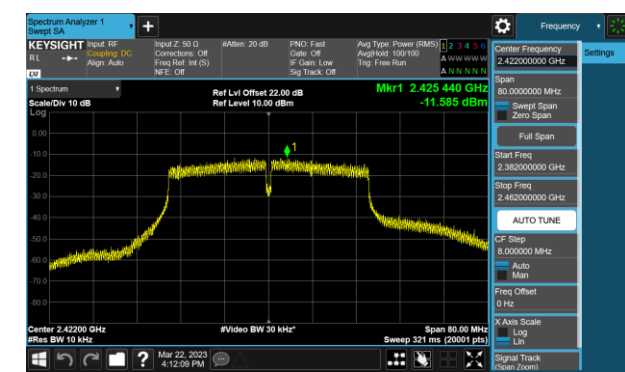 Spectrum Analyzer 1
Swept SA
Frequency
KEYSIGHT Input: RF
RL Coupling: DC
Align: Auto
Input Z: 50 Ω
Corrections: Off
Freq Ref: Int (S)
NFE: Off
#Atten: 20 dB
PNO: Fast
Gate: Off
IF Gain: Low
Sig Track: Off
Avg Type: Power (RMS)
Avg|Hold: 100/100
Trig: Free Run
1 2 3 4 5 6
A W W W W W
A N N N N N
LXI
1 Spectrum
Scale/Div 10 dB
Log
Ref Lvl Offset 22.00 dB
Ref Level 10.00 dBm
Mkr1 2.425 440 GHz
-11.585 dBm
1
0.00
-10.0
-20.0
-30.0
-40.0
-50.0
-60.0
-70.0
-80.0
Center 2.42200 GHz
#Res BW 10 kHz
#Video BW 30 kHz*
Span 80.00 MHz
Sweep 321 ms (20001 pts)
?
Mar 22, 2023
4:12:09 PM
Center Frequency
2.422000000 GHz
Settings
Span
80.0000000 MHz
Swept Span
Zero Span
Full Span
Start Freq
2.382000000 GHz
Stop Freq
2.462000000 GHz
AUTO TUNE
CF Step
8.000000 MHz
Auto
Man
Freq Offset
0 Hz
X Axis Scale
Log
Lin
Signal Track
(Span Zoom)